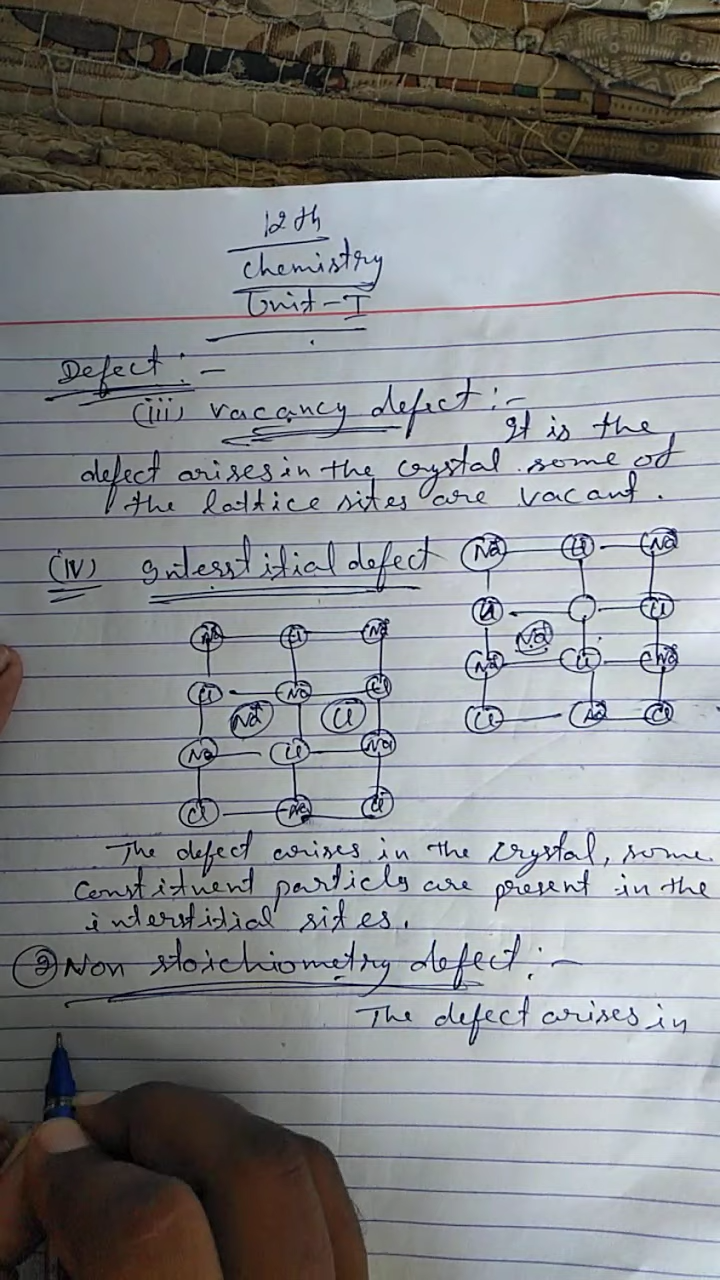 12th
Chemistry
Unit-I
Defect :-
(iii) vacancy defect :-
It is the
defect arises in the crystal some of
the lattice sites are vacant.
(iv) Interstitial defect
Na Cl Na
Cl Cl
Na
Na Cl Na
Cl Na Cl
Na Cl Na
Cl Na Cl
Na Cl
Na Cl Na
Cl Na Cl
The defect arises in the crystal, some
constituent particls are present in the
interstitial sites.
(2) Non stoichiometry defect :-
The defect arises in